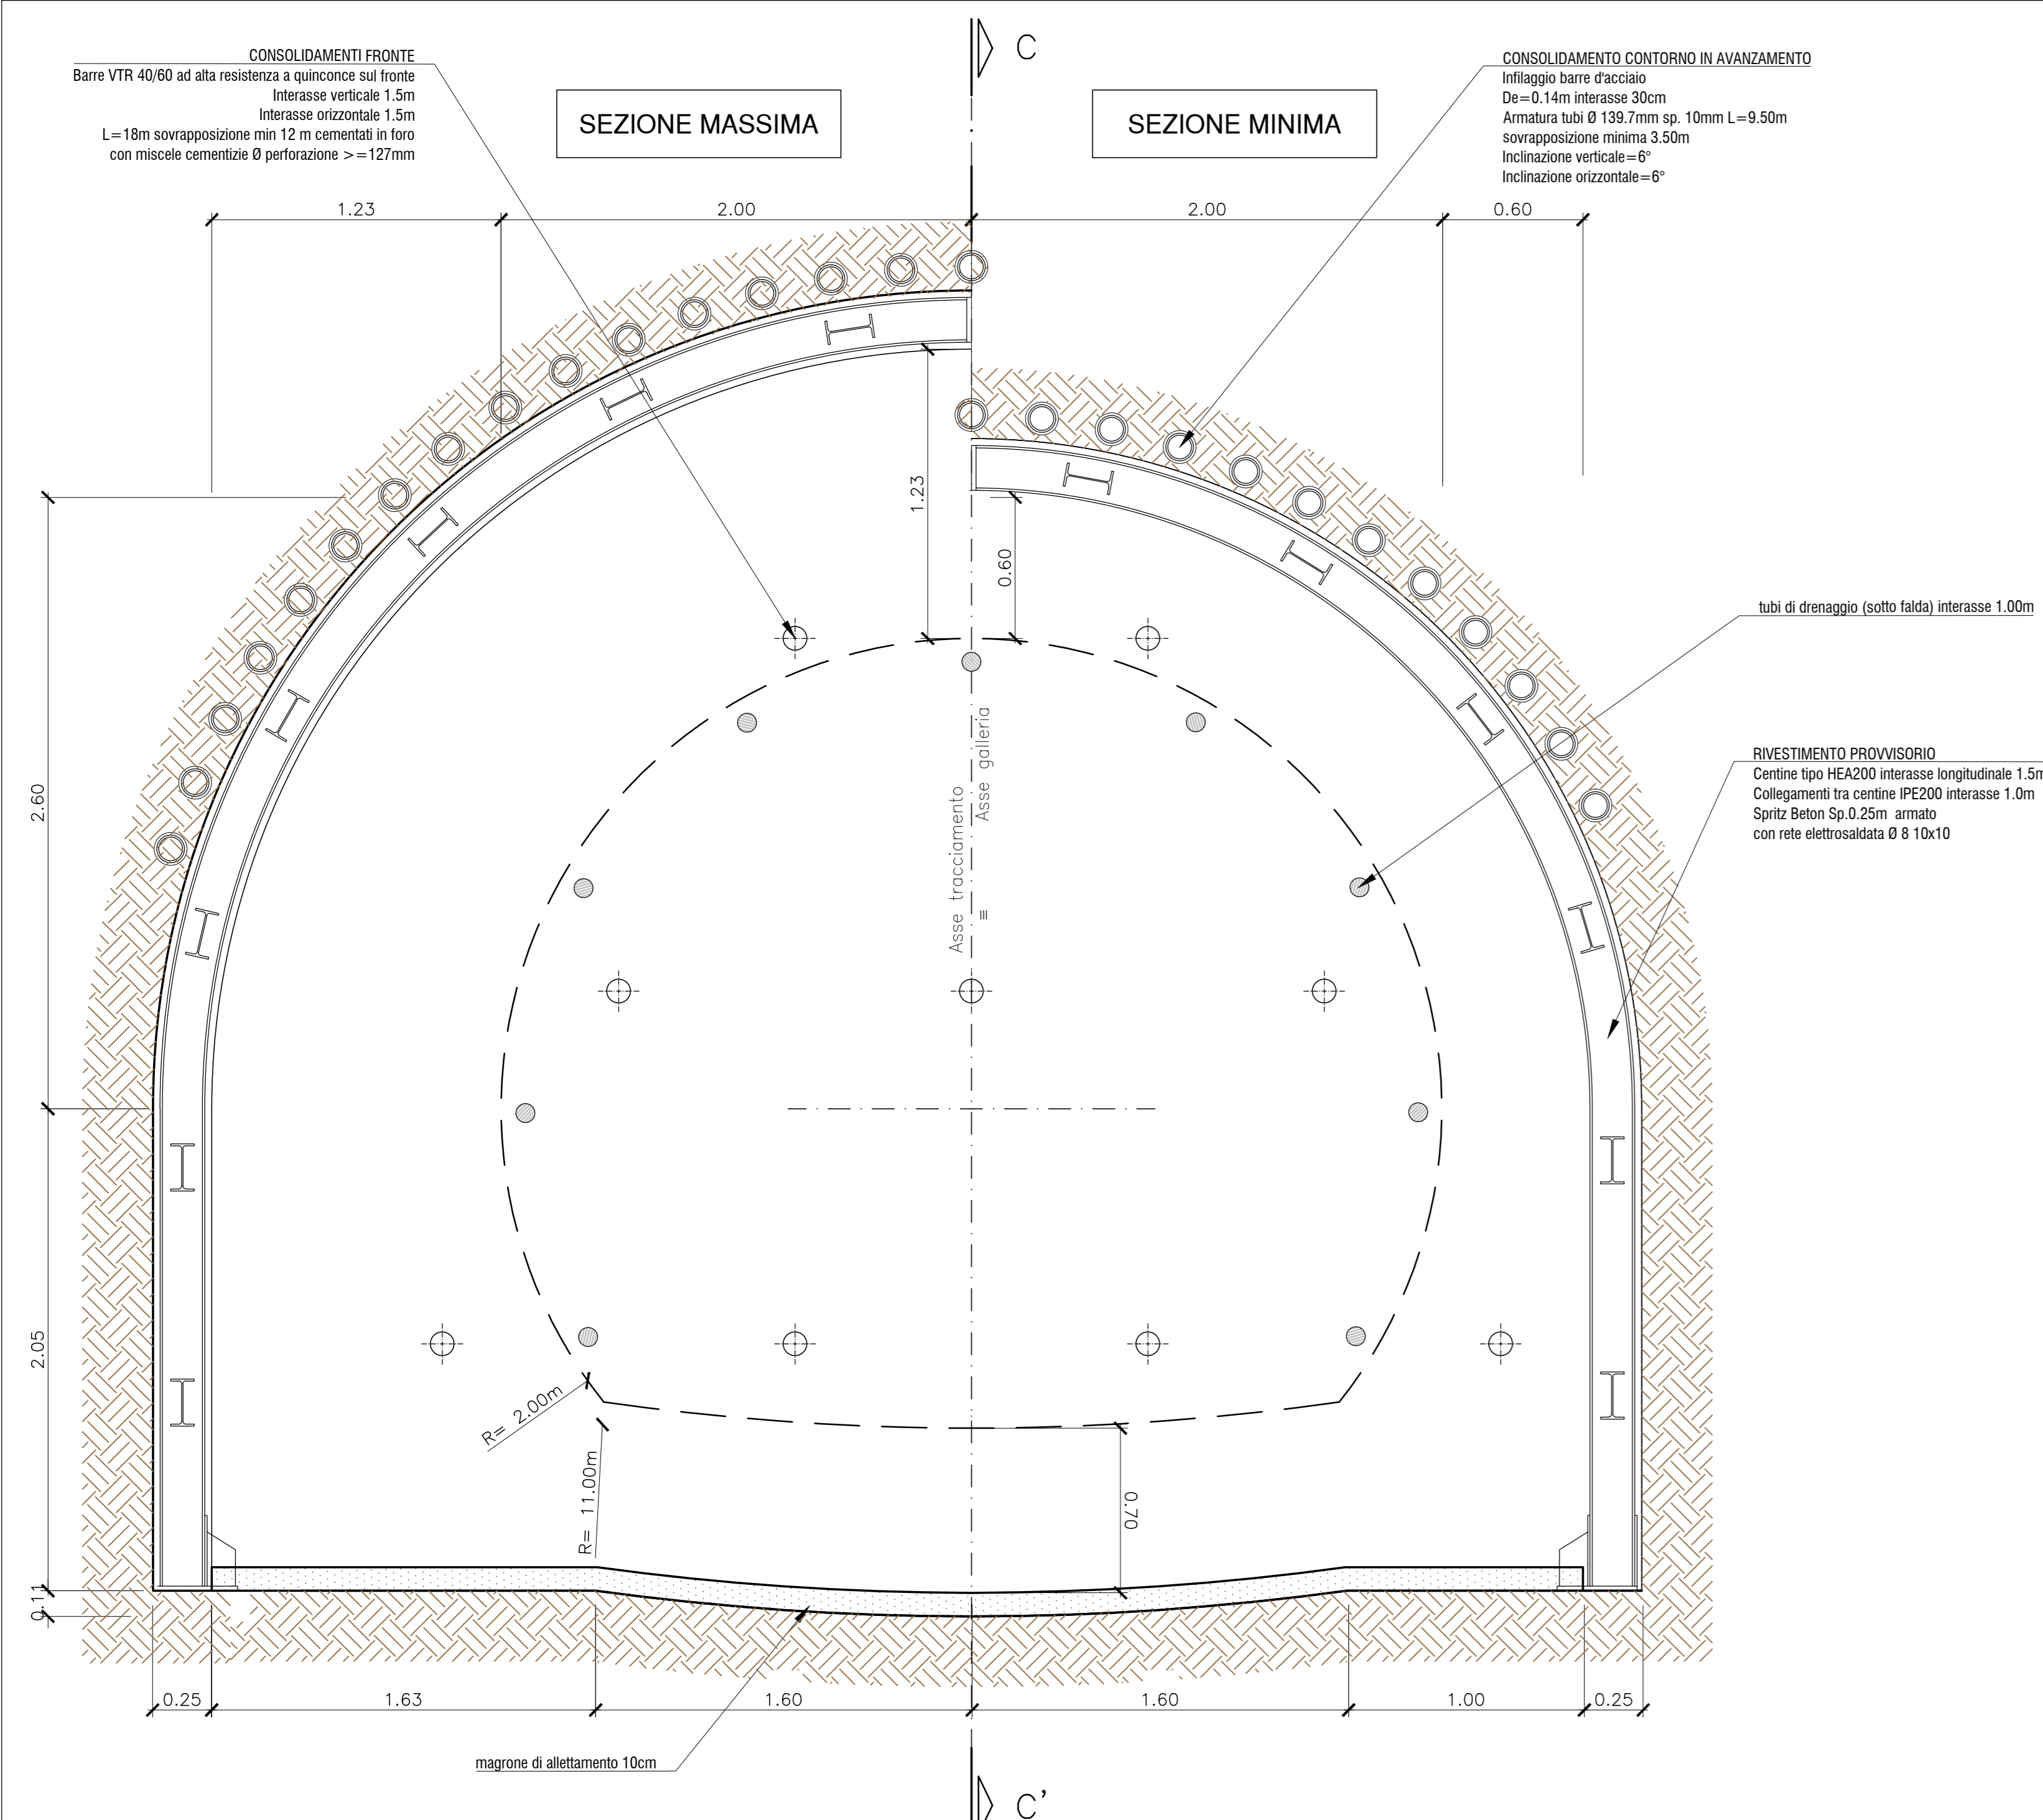 C
CONSOLIDAMENTI FRONTE
Barre VTR 40/60 ad alta resistenza a quinconce sul fronte
Interasse verticale 1.5m
Interasse orizzontale 1.5m
L=18m sovrapposizione min 12 m cementati in foro
con miscele cementizie Ø perforazione >=127mm
SEZIONE MASSIMA
SEZIONE MINIMA
CONSOLIDAMENTO CONTORNO IN AVANZAMENTO
Infilaggio barre d'acciaio
De=0.14m interasse 30cm
Armatura tubi Ø 139.7mm sp. 10mm L=9.50m
sovrapposizione minima 3.50m
Inclinazione verticale=6°
Inclinazione orizzontale=6°
1.23
2.00
2.00
0.60
1.23
0.60
tubi di drenaggio (sotto falda) interasse 1.00m
Asse tracciamento
≡
Asse galleria
RIVESTIMENTO PROVVISORIO
Centine tipo HEA200 interasse longitudinale 1.5m
Collegamenti tra centine IPE200 interasse 1.0m
Spritz Beton Sp.0.25m armato
con rete elettrosaldata Ø 8 10x10
2.60
2.05
0.11
R= 2.00m
R= 11.00m
0.70
0.25
1.63
1.60
1.60
1.00
0.25
magrone di allettamento 10cm
C'